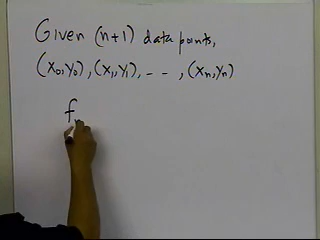 Given (n+1) data points,
(x₀,y₀), (x₁,y₁), - - -, (xₙ,yₙ)
f